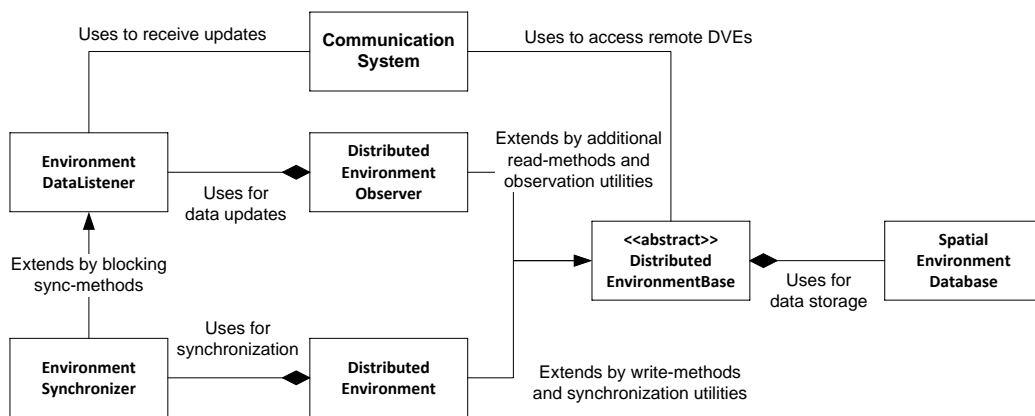 Uses to receive updates
Communication
System
Uses to access remote DVEs
Environment
DataListener
Uses for
data updates
Distributed
Environment
Observer
Extends by additional
read-methods and
observation utilities
<<abstract>>
Distributed
EnvironmentBase
Uses for
data storage
Spatial
Environment
Database
Extends by blocking
sync-methods
Environment
Synchronizer
Uses for
synchronization
Distributed
Environment
Extends by write-methods
and synchronization utilities